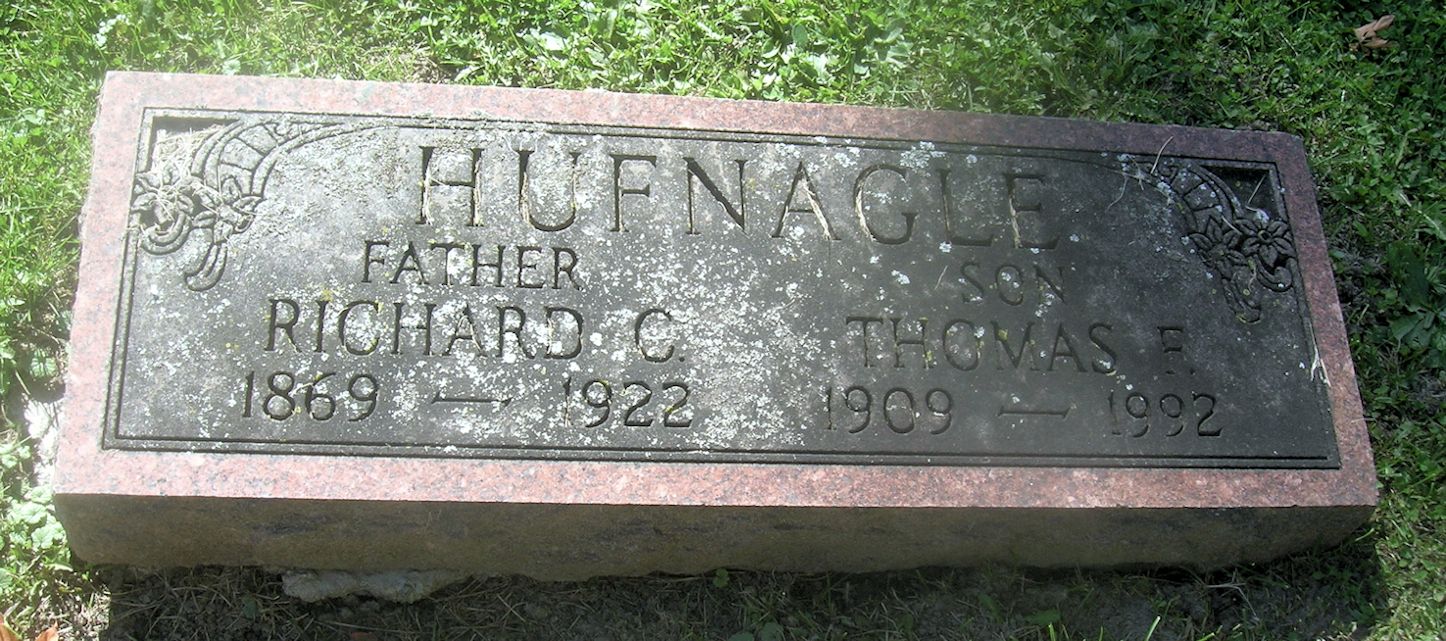 HUFNAGLE
FATHER
RICHARD C.
1869 — 1922
SON
THOMAS F.
1909 — 1992